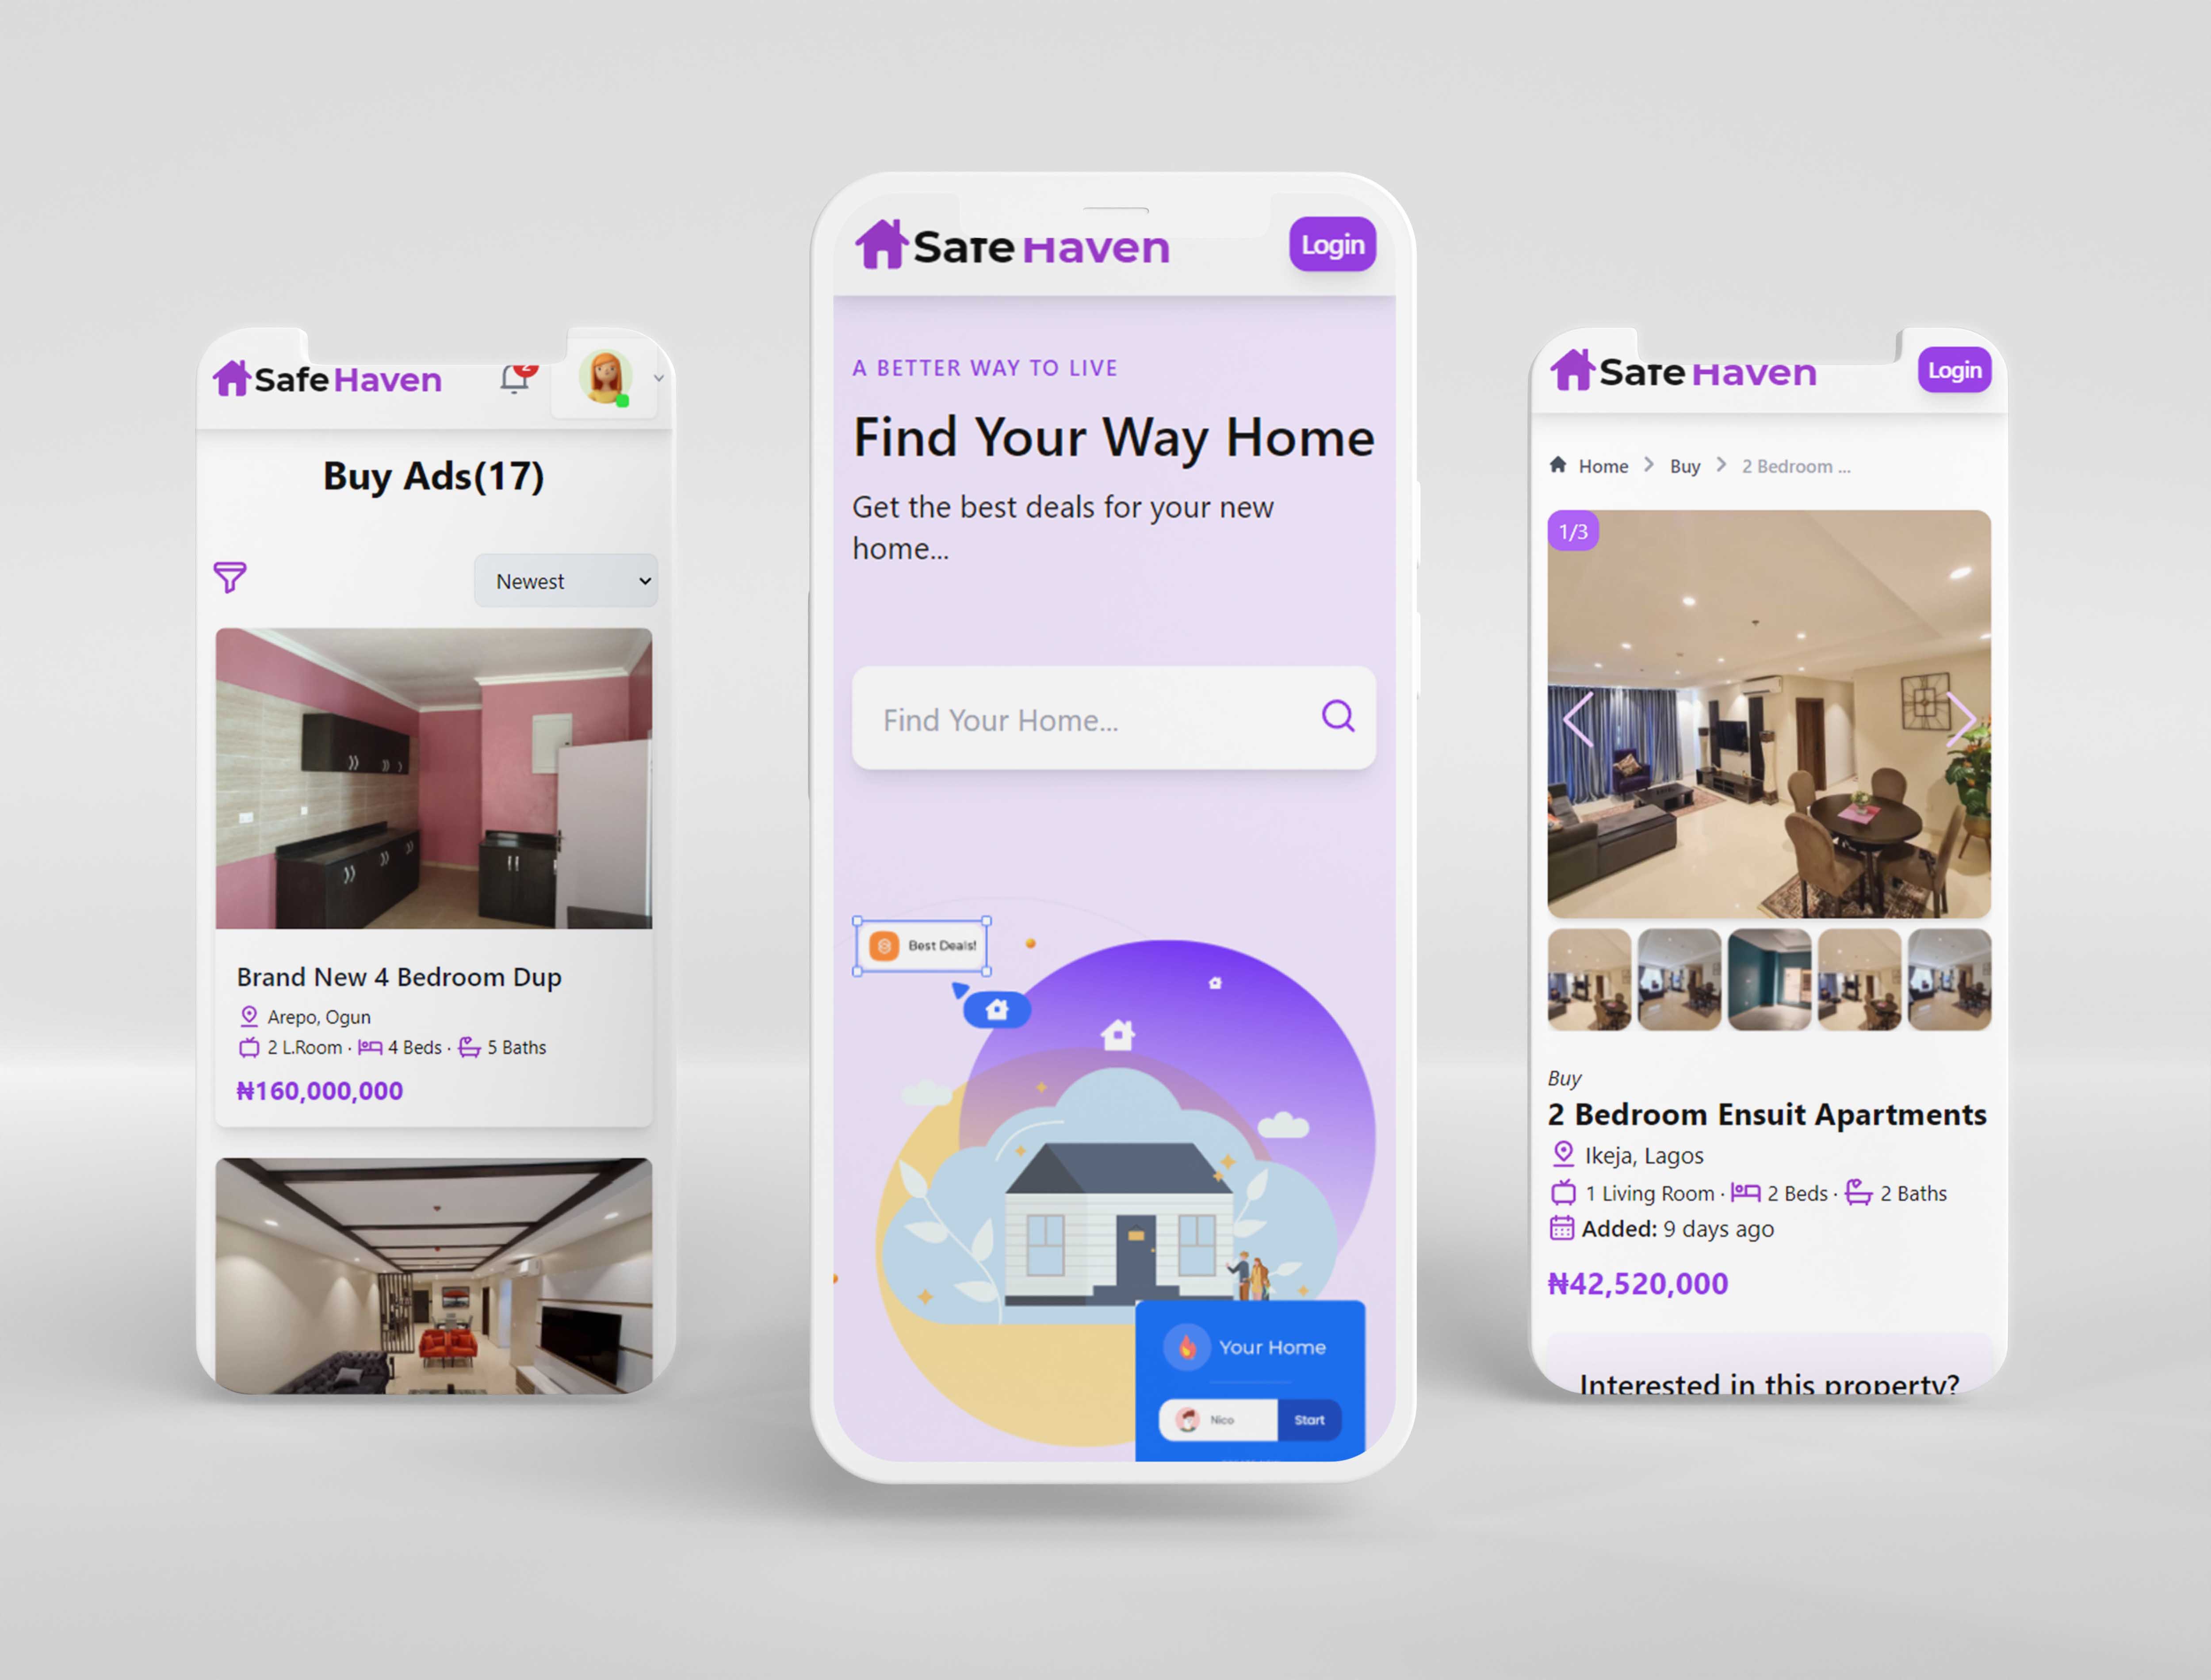 Safe Haven
2
Buy Ads(17)
Newest
Brand New 4 Bedroom Dup
Arepo, Ogun
2 L.Room · 4 Beds · 5 Baths
₦160,000,000
Safe Haven
Login
A BETTER WAY TO LIVE
Find Your Way Home
Get the best deals for your new
home...
Find Your Home...
Best Deals!
Your Home
Nico
Start
Safe Haven
Login
Home > Buy > 2 Bedroom ...
1/3
Buy
2 Bedroom Ensuit Apartments
Ikeja, Lagos
1 Living Room · 2 Beds · 2 Baths
Added: 9 days ago
₦42,520,000
Interested in this property?